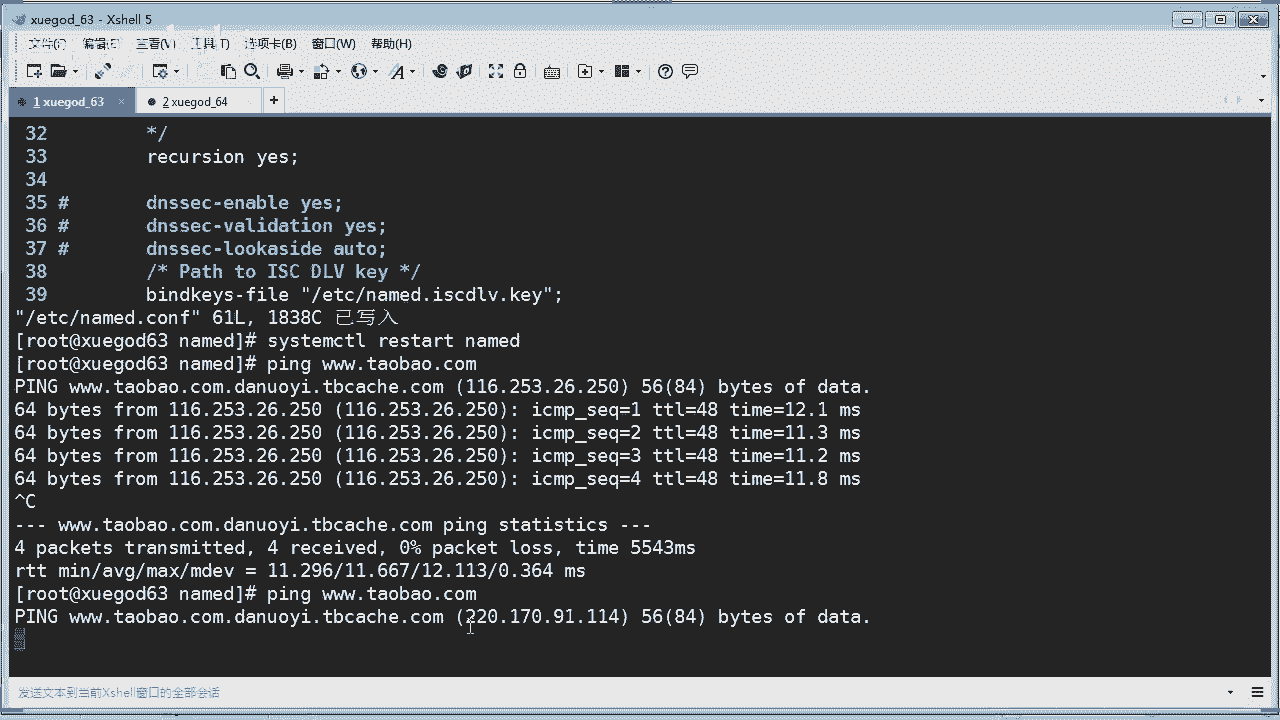 xuegod_63 - Xshell 5
查看(V) 工具(T) 选项卡(B) 窗口(W) 帮助(H)
1 xuegod_63 × 2 xuegod_64 +
32 */
33 recursion yes;
34
35 # dnssec-enable yes;
36 # dnssec-validation yes;
37 # dnssec-lookaside auto;
38 /* Path to ISC DLV key */
39 bindkeys-file "/etc/named.iscdlv.key";
"/etc/named.conf" 61L, 1838C 已写入
[root@xuegod63 named]# systemctl restart named
[root@xuegod63 named]# ping www.taobao.com
PING www.taobao.com.danuoyi.tbcache.com (116.253.26.250) 56(84) bytes of data.
64 bytes from 116.253.26.250 (116.253.26.250): icmp_seq=1 ttl=48 time=12.1 ms
64 bytes from 116.253.26.250 (116.253.26.250): icmp_seq=2 ttl=48 time=11.3 ms
64 bytes from 116.253.26.250 (116.253.26.250): icmp_seq=3 ttl=48 time=11.2 ms
64 bytes from 116.253.26.250 (116.253.26.250): icmp_seq=4 ttl=48 time=11.8 ms
^C
--- www.taobao.com.danuoyi.tbcache.com ping statistics ---
4 packets transmitted, 4 received, 0% packet loss, time 5543ms
rtt min/avg/max/mdev = 11.296/11.667/12.113/0.364 ms
[root@xuegod63 named]# ping www.taobao.com
PING www.taobao.com.danuoyi.tbcache.com (220.170.91.114) 56(84) bytes of data.
发送文本到当前Xshell窗口的全部会话